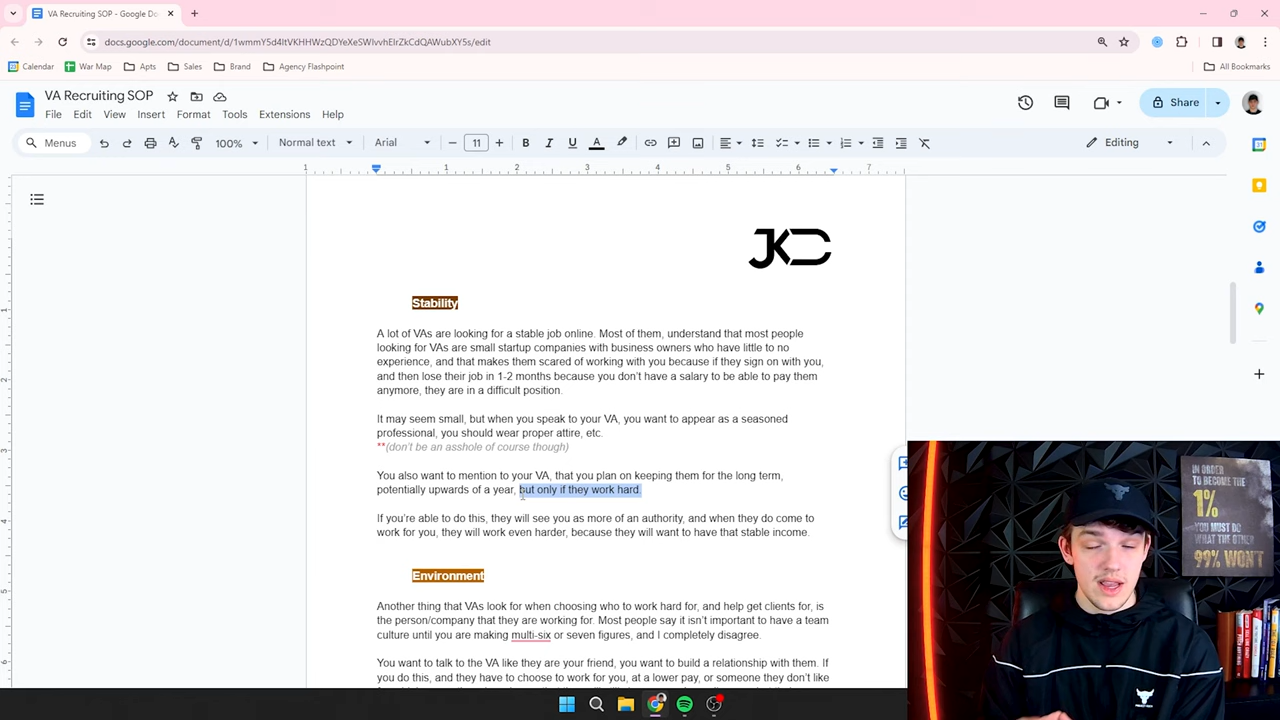 VA Recruiting SOP - Google Do
docs.google.com/document/d/1wmmY5d4ltVKHHWzQDYeXeSWlvvhElrZkCdQAWubXY5s/edit
Calendar
War Map
Apts
Sales
Brand
Agency Flashpoint
All Bookmarks
VA Recruiting SOP
File Edit View Insert Format Tools Extensions Help
Share
Menus
100%
Normal text
Arial
11
Editing
1 1 2 3 4 5 6 7
JKD
Stability
A lot of VAs are looking for a stable job online. Most of them, understand that most people
looking for VAs are small startup companies with business owners who have little to no
experience, and that makes them scared of working with you because if they sign on with you,
and then lose their job in 1-2 months because you don't have a salary to be able to pay them
anymore, they are in a difficult position.
It may seem small, but when you speak to your VA, you want to appear as a seasoned
professional, you should wear proper attire, etc.
**(don't be an asshole of course though)
You also want to mention to your VA, that you plan on keeping them for the long term,
potentially upwards of a year, but only if they work hard.
If you're able to do this, they will see you as more of an authority, and when they do come to
work for you, they will work even harder, because they will want to have that stable income.
Environment
Another thing that VAs look for when choosing who to work hard for, and help get clients for, is
the person/company that they are working for. Most people say it isn't important to have a team
culture until you are making multi-six or seven figures, and I completely disagree.
You want to talk to the VA like they are your friend, you want to build a relationship with them. If
you do this, and they have to choose to work for you, at a lower pay, or someone they don't like
IN ORDER
TO BECOME
THE
1%
YOU MUST DO
WHAT THE OTHER
99% WON'T